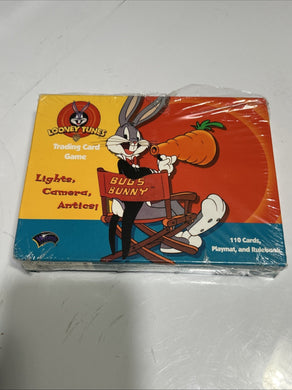 LOONEY TUNES
Trading Card
Game
Lights,
Camera,
Antics!
BUGS
BUNNY
110 Cards,
Playmat, and Rulebook